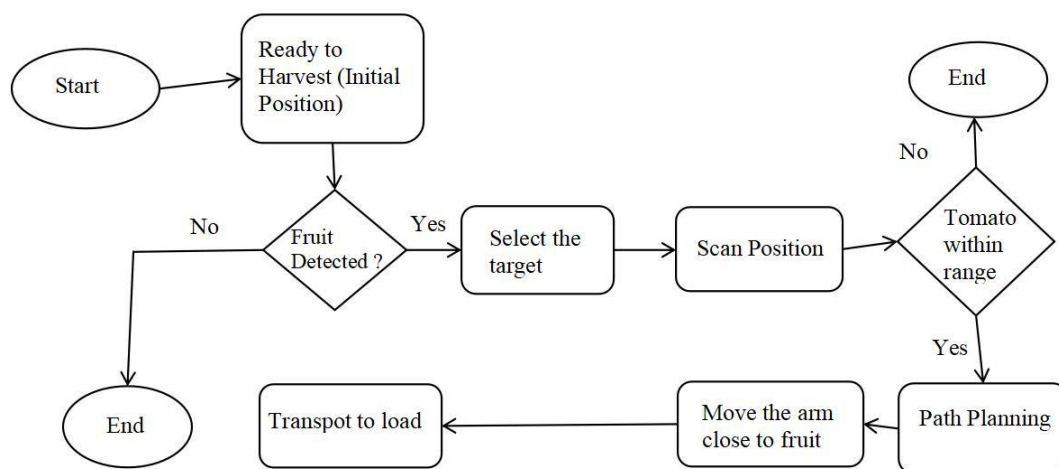 Start
Ready to
Harvest (Initial
Position)
Fruit
Detected ?
No
Yes
End
Select the
target
Scan Position
Tomato
within
range
No
End
Yes
Path Planning
Move the arm
close to fruit
Transpot to load